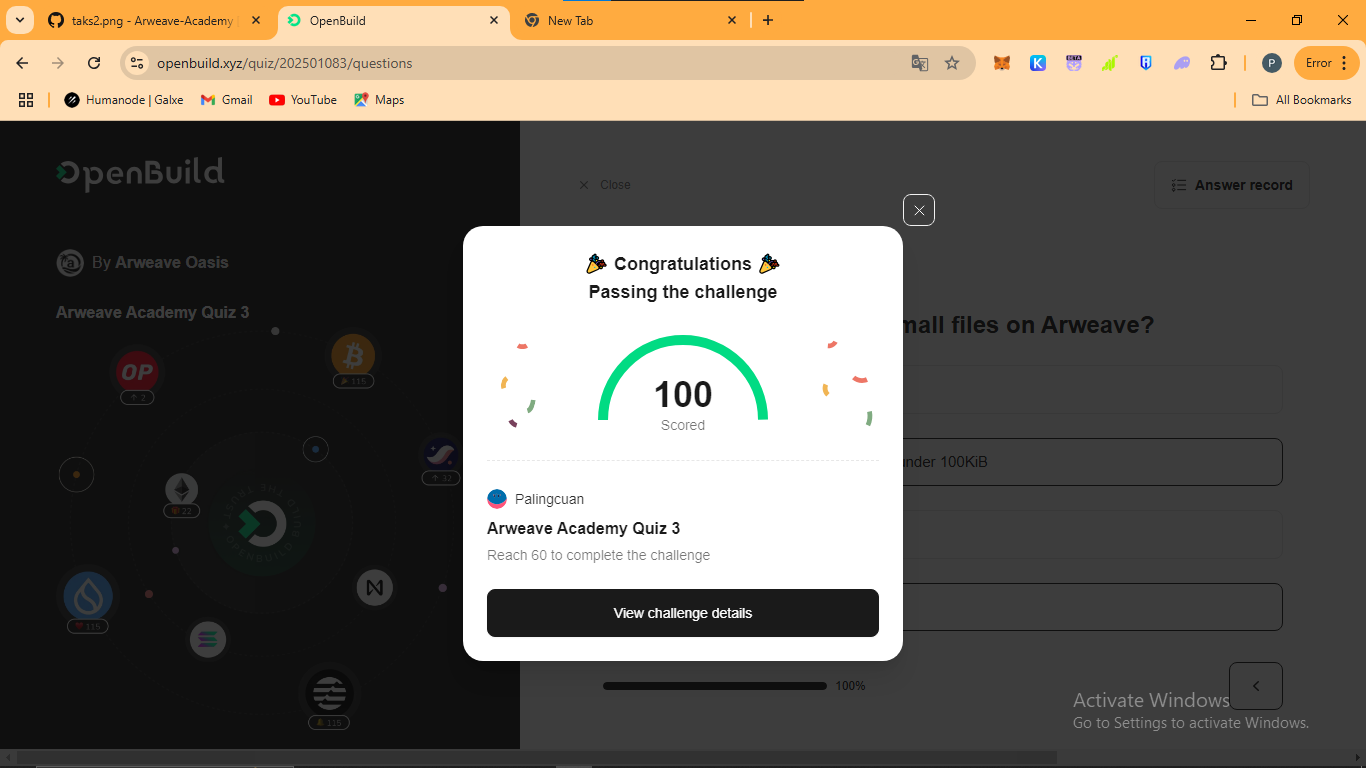 taks2.png - Arweave-Academy
OpenBuild
New Tab
openbuild.xyz/quiz/202501083/questions
BETA
P
Error
Humanode | Galxe
Gmail
YouTube
Maps
All Bookmarks
OpenBuild
Close
Answer record
By Arweave Oasis
Arweave Academy Quiz 3
mall files on Arweave?
OP
2
115
under 100KiB
32
22
115
115
🎉 Congratulations 🎉
Passing the challenge
100
Scored
Palingcuan
Arweave Academy Quiz 3
Reach 60 to complete the challenge
View challenge details
100%
Activate Windows
Go to Settings to activate Windows.